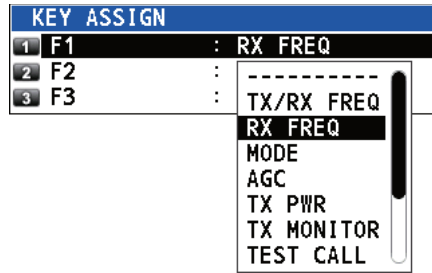 KEY ASSIGN
1 F1 : RX FREQ
2 F2 :
3 F3 :
----------
TX/RX FREQ
RX FREQ
MODE
AGC
TX PWR
TX MONITOR
TEST CALL